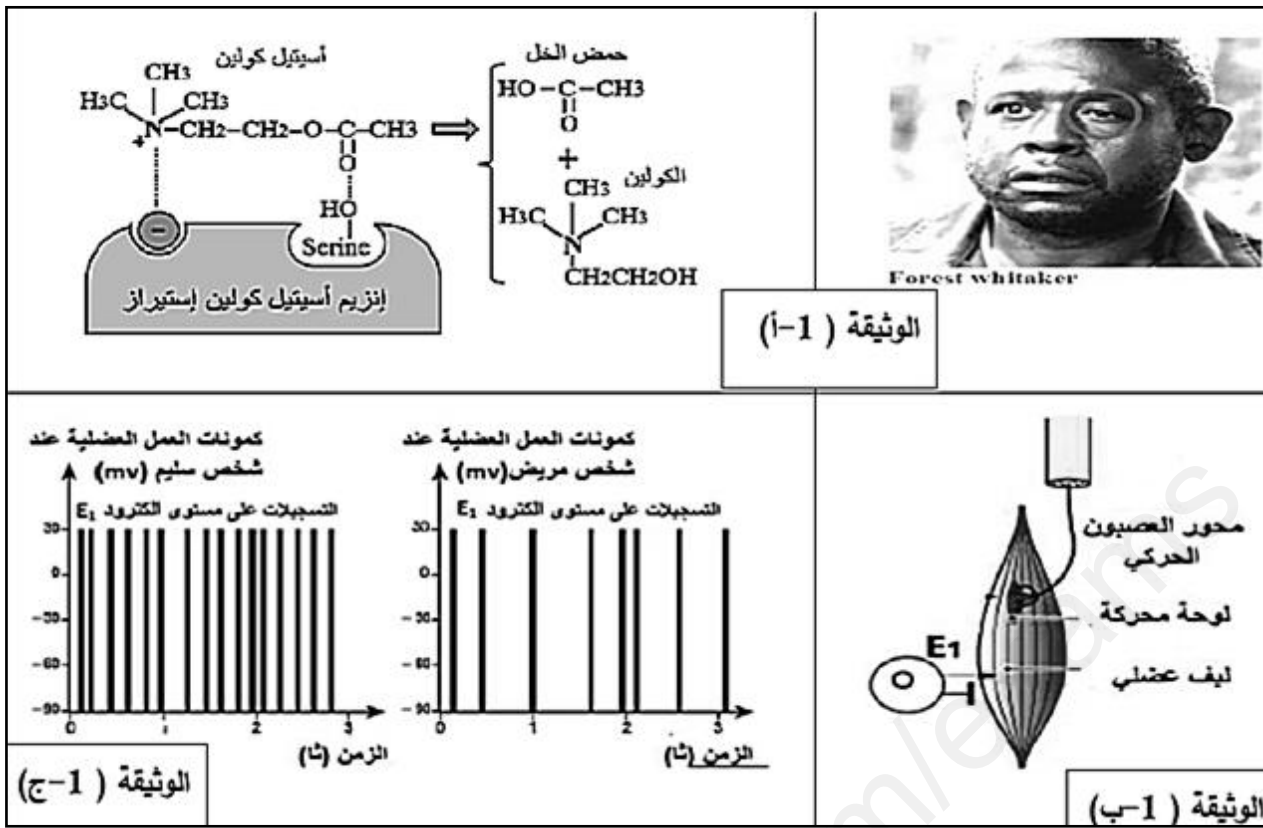 أسيتيل كولين
CH3
H3C
CH3
N–CH2–CH2–O–C–CH3
+
O
HO
Serine
−
إنزيم أسيتيل كولين إستيراز
حمض الخل
HO–C–CH3
O
+
الكولين
CH3
H3C
CH3
N
CH2CH2OH
Forest whitaker
الوثيقة ( 1-أ)
كمونات العمل العضلية عند
شخص مريض (mv)
التسجيلات على مستوى الكترود E1
30
0
−30
−60
−90
0
1
2
3
الزمن (ثا)
كمونات العمل العضلية عند
شخص سليم (mv)
التسجيلات على مستوى الكترود E1
30
0
−30
−60
−90
0
1
2
3
الزمن (ثا)
الوثيقة ( 1-ج)
محور العصبون
الحركي
لوحة محركة
ليف عضلي
E1
الوثيقة ( 1-ب)